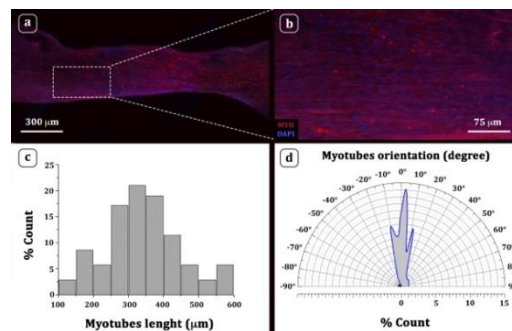 a
300 µm
b
MYH
DAPI
75 µm
c
% Count
25
20
15
10
5
0
100 200 300 400 500 600
Myotubes lenght (µm)
d
Myotubes orientation (degree)
0°
-10° 10°
-20° 20°
-30° 30°
-40° 40°
-50° 50°
-60° 60°
-70° 70°
-80° 80°
-90° 90°
0 15
% Count